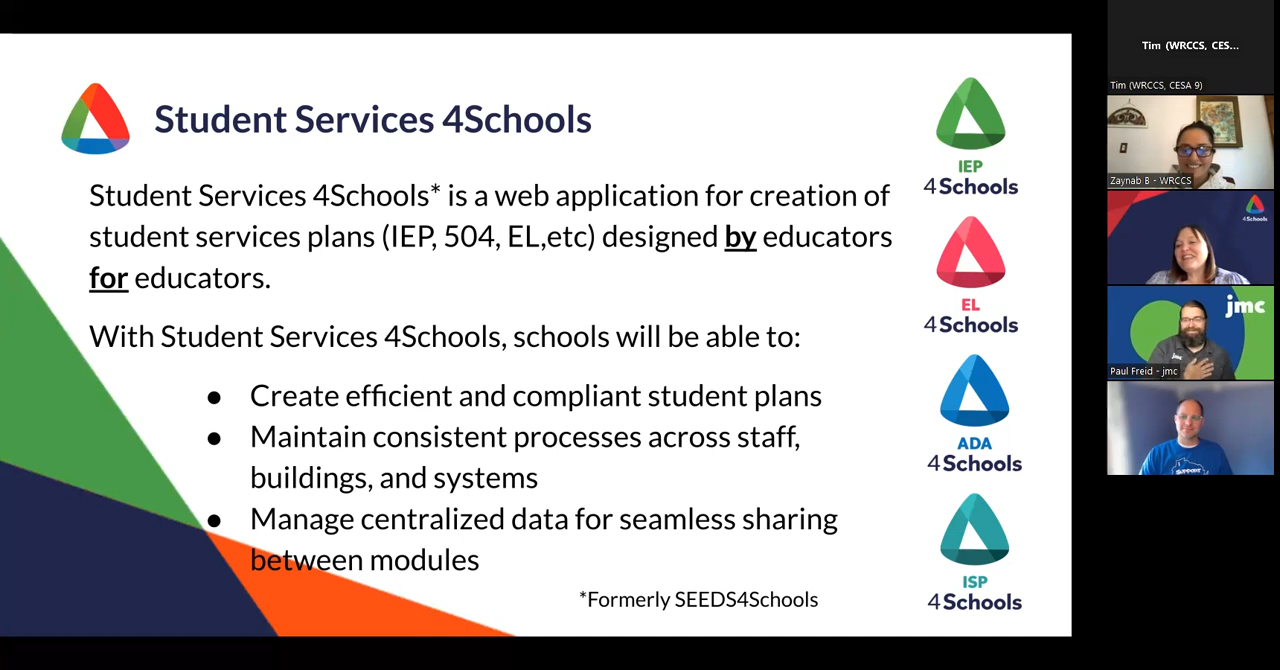 Student Services 4Schools
Student Services 4Schools* is a web application for creation of
student services plans (IEP, 504, EL,etc) designed by educators
for educators.
With Student Services 4Schools, schools will be able to:
● Create efficient and compliant student plans
● Maintain consistent processes across staff,
buildings, and systems
● Manage centralized data for seamless sharing
between modules
*Formerly SEEDS4Schools
IEP
4Schools
EL
4Schools
ADA
4Schools
ISP
4Schools
Tim (WRCCS, CES...
Tim (WRCCS, CESA 9)
Zaynab B - WRCCS
4Schools
jmc
jmc
Paul Freid - jmc
SUPPORT